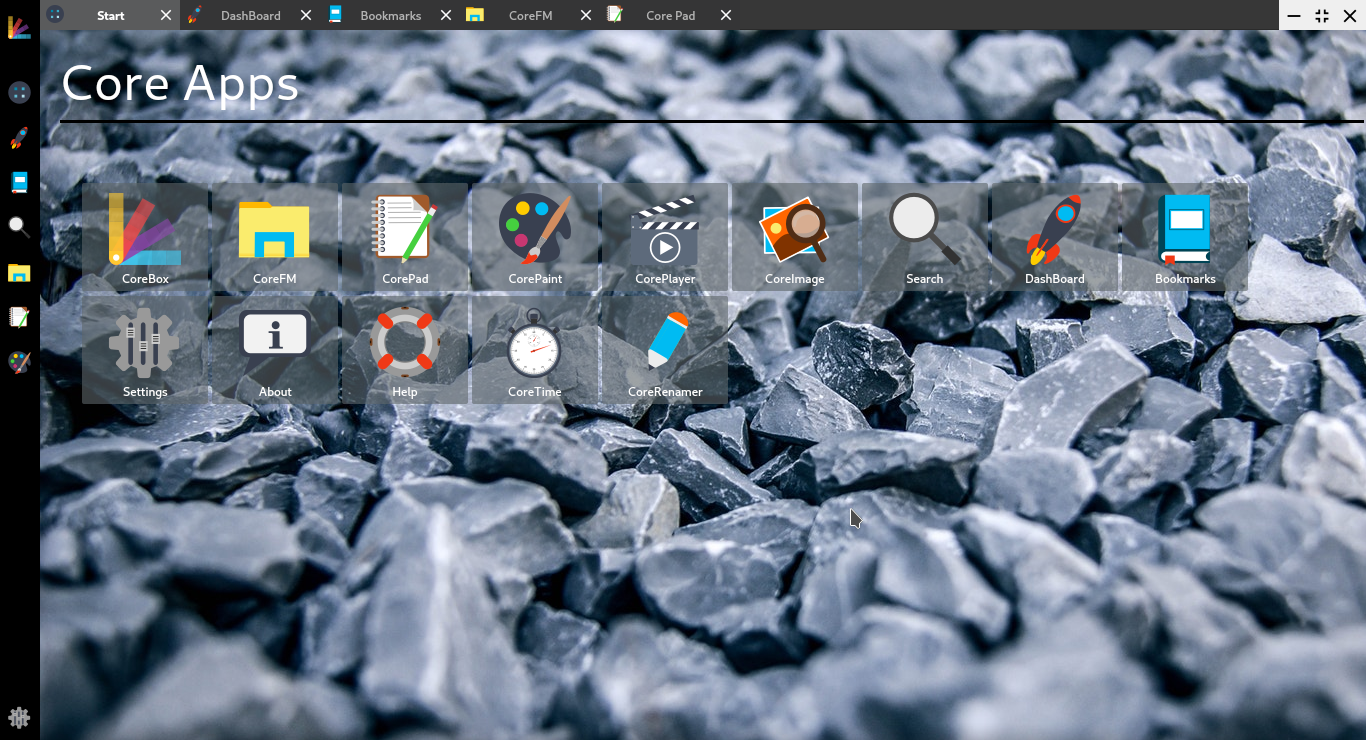 Start
DashBoard
Bookmarks
CoreFM
Core Pad
Core Apps
CoreBox
CoreFM
CorePad
CorePaint
CorePlayer
CoreImage
Search
DashBoard
Bookmarks
Settings
About
Help
CoreTime
CoreRenamer